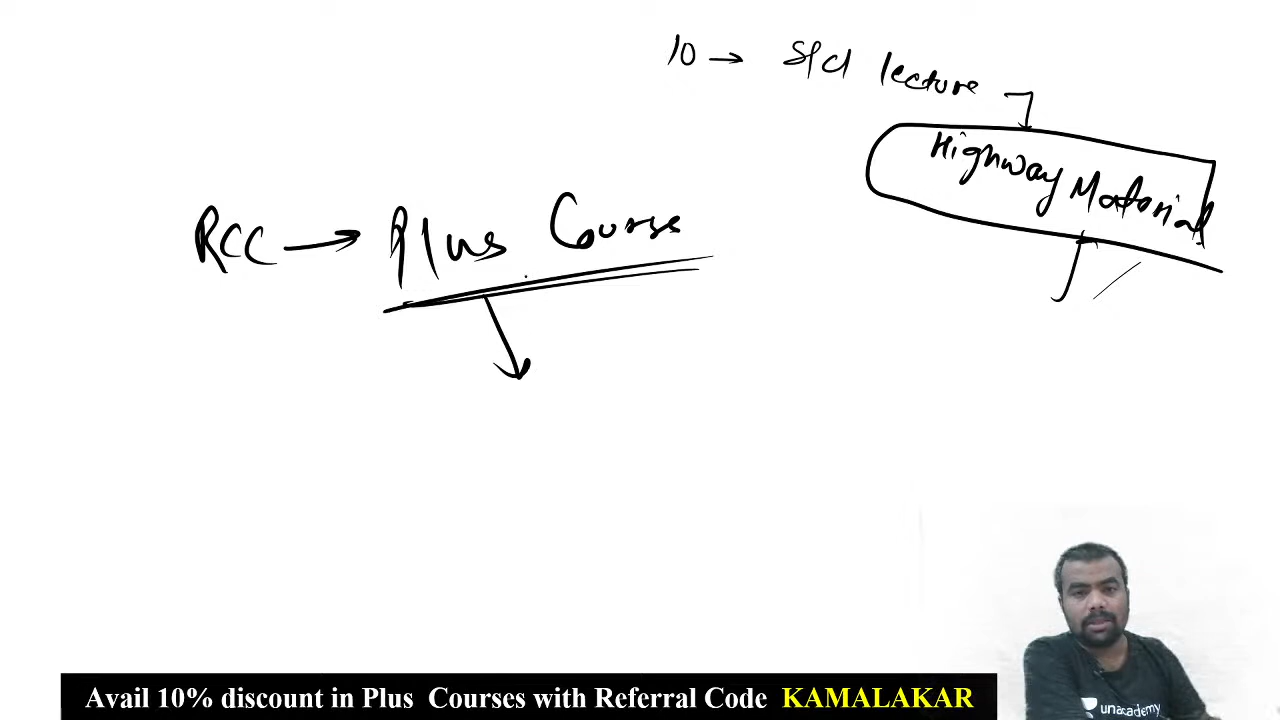 10 → Spcl lecture
Highway Material
RCC → Plus Course
unacademy
Avail 10% discount in Plus Courses with Referral Code KAMALAKAR